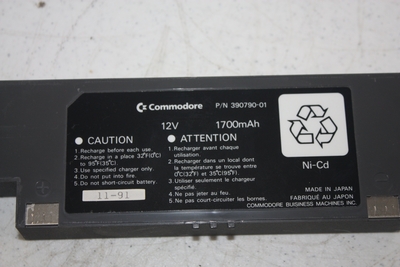 Commodore P/N 390790-01
12V 1700mAh
CAUTION
1. Recharge before each use.
2. Recharge in a place 32°F(0°C)
to 95°F(35°C)
3. Use specified charger only.
4. Do not put into fire.
5. Do not short-circuit battery.
11-91
ATTENTION
1. Recharger avant chaque
utilisation.
2. Recharger dans un local dont
la température se situe entre
0°C(32°F) et 35°C(95°F)
3. Utiliser seulement le chargeur
spécifié.
4. Ne pas jeter au feu.
5. Ne pas court-circuiter les bornes.
Ni-Cd
MADE IN JAPAN
FABRIQUÉ AU JAPON
COMMODORE BUISINESS MACHINES INC.
+